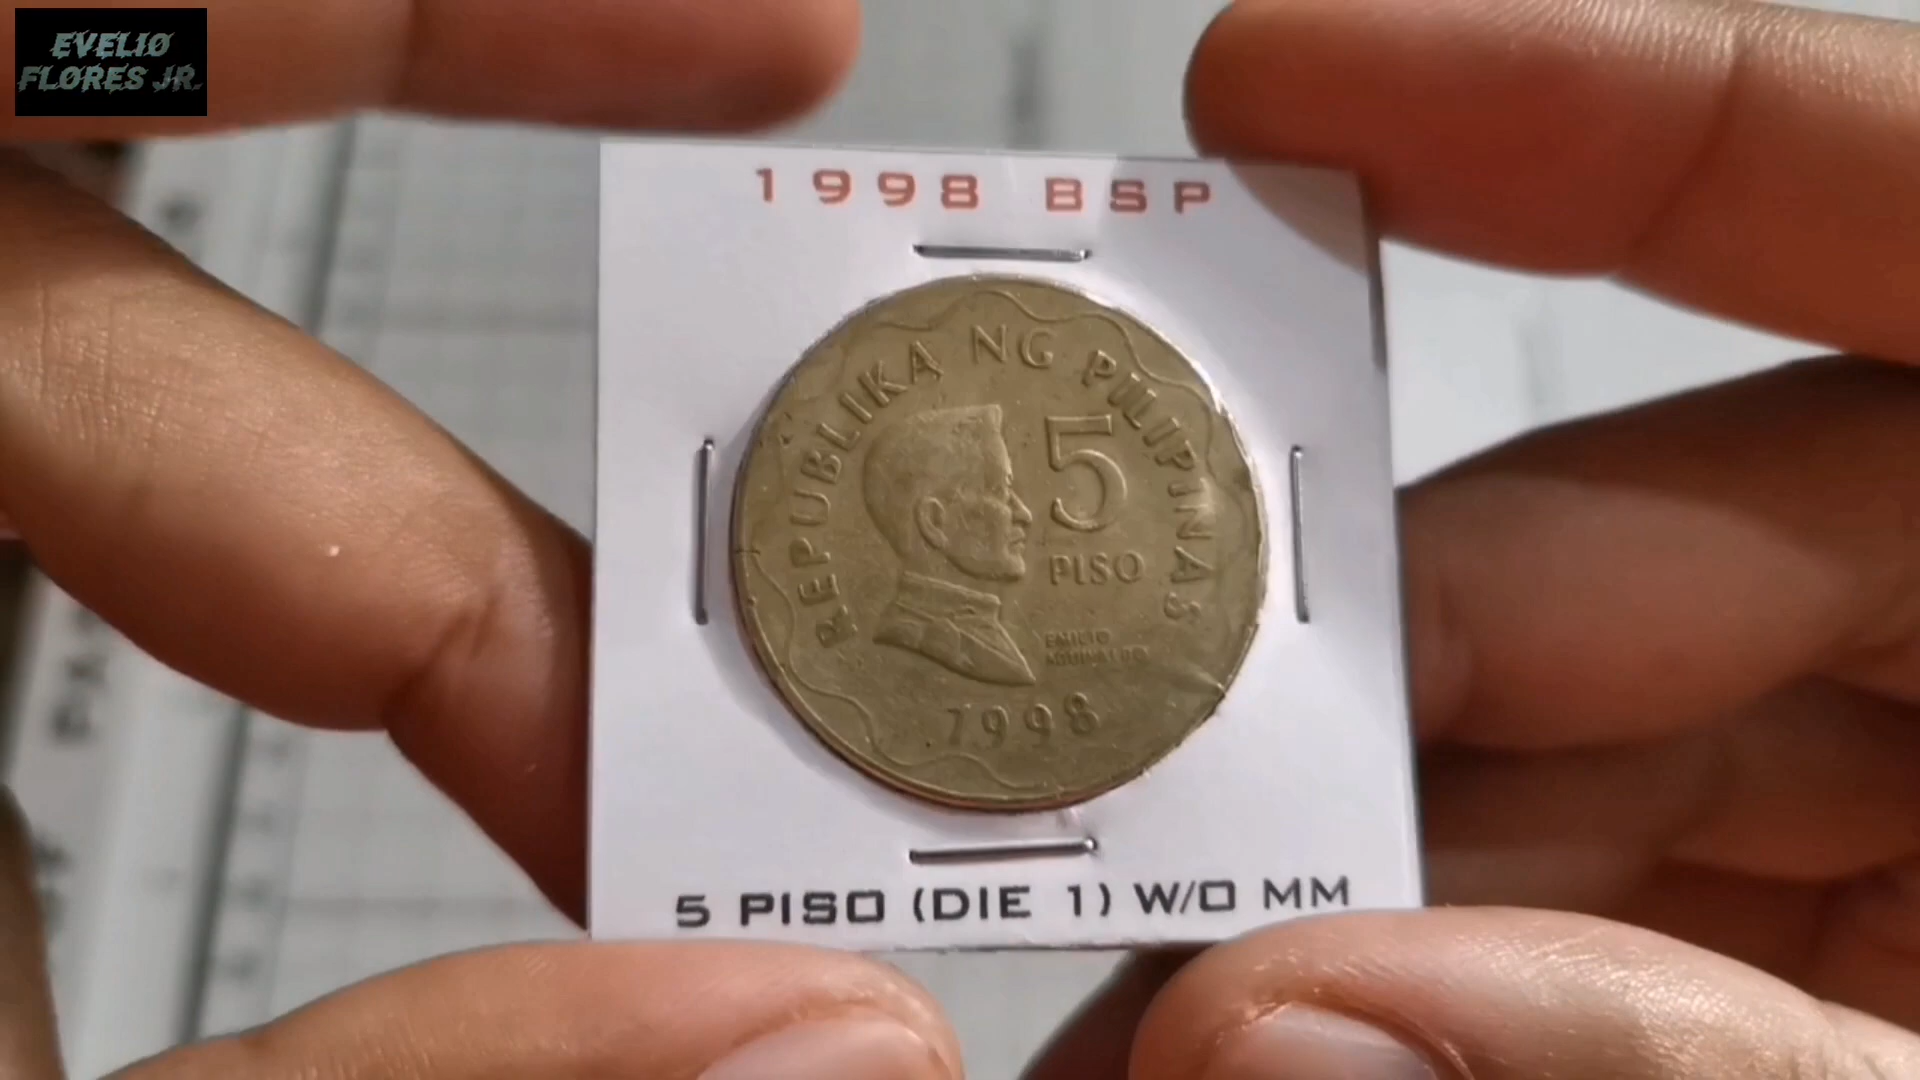 EVELIO
FLORES JR.
1998 BSP
REPUBLIKA NG PILIPINAS
5
PISO
EMILIO
AGUINALDO
1998
5 PISO (DIE 1) W/O MM